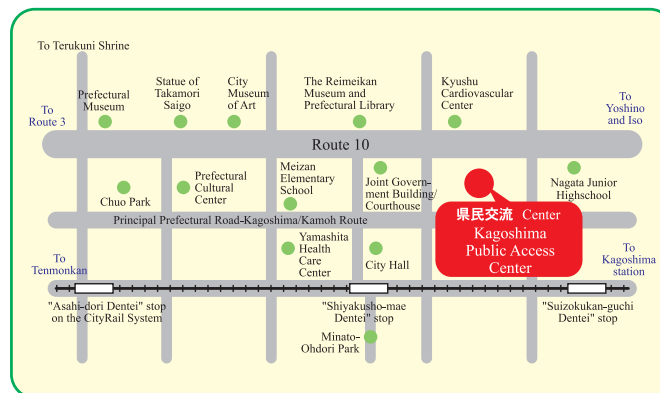 To Terukuni Shrine
Prefectural
Museum
Statue of
Takamori
Saigo
City
Museum
of Art
The Reimeikan
Museum and
Prefectural Library
Kyushu
Cardiovascular
Center
To
Route 3
To
Yoshino
and Iso
Route 10
Chuo Park
Prefectural
Cultural
Center
Meizan
Elementary
School
Joint Govern-
ment Building/
Courthouse
Nagata Junior
Highschool
県民交流 Center
Kagoshima
Public Access
Center
Principal Prefectural Road-Kagoshima/Kamoh Route
To
Tenmonkan
Yamashita
Health
Care
Center
City Hall
To
Kagoshima
station
"Asahi-dori Dentei" stop
on the CityRail System
"Shiyakusho-mae
Dentei" stop
"Suizokukan-guchi
Dentei" stop
Minato-
Ohdori Park